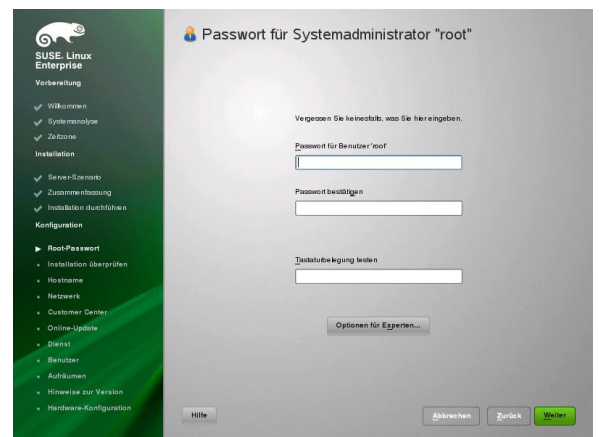 SUSE. Linux
Enterprise
Vorbereitung
Willkommen
Systemanalyse
Zeitzone
Installation
Server-Szenario
Zusammenfassung
Installation durchführen
Konfiguration
Root-Passwort
Installation überprüfen
Hostname
Netzwerk
Customer Center
Online-Update
Dienst
Benutzer
Aufräumen
Hinweise zur Version
Hardware-Konfiguration
Passwort für Systemadministrator "root"
Vergessen Sie keinesfalls, was Sie hier eingeben.
Passwort für Benutzer 'root'
Passwort bestätigen
Tastaturbelegung testen
Optionen für Experten...
Hilfe
Abbrechen
Zurück
Weiter